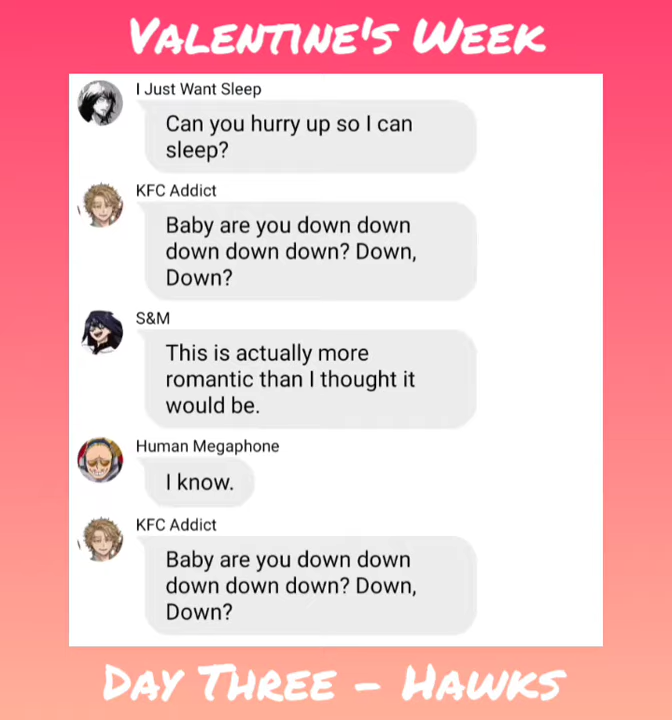 Valentine's Week
I Just Want Sleep
Can you hurry up so I can
sleep?
KFC Addict
Baby are you down down
down down down? Down,
Down?
S&M
This is actually more
romantic than I thought it
would be.
Human Megaphone
I know.
KFC Addict
Baby are you down down
down down down? Down,
Down?
Day Three - Hawks